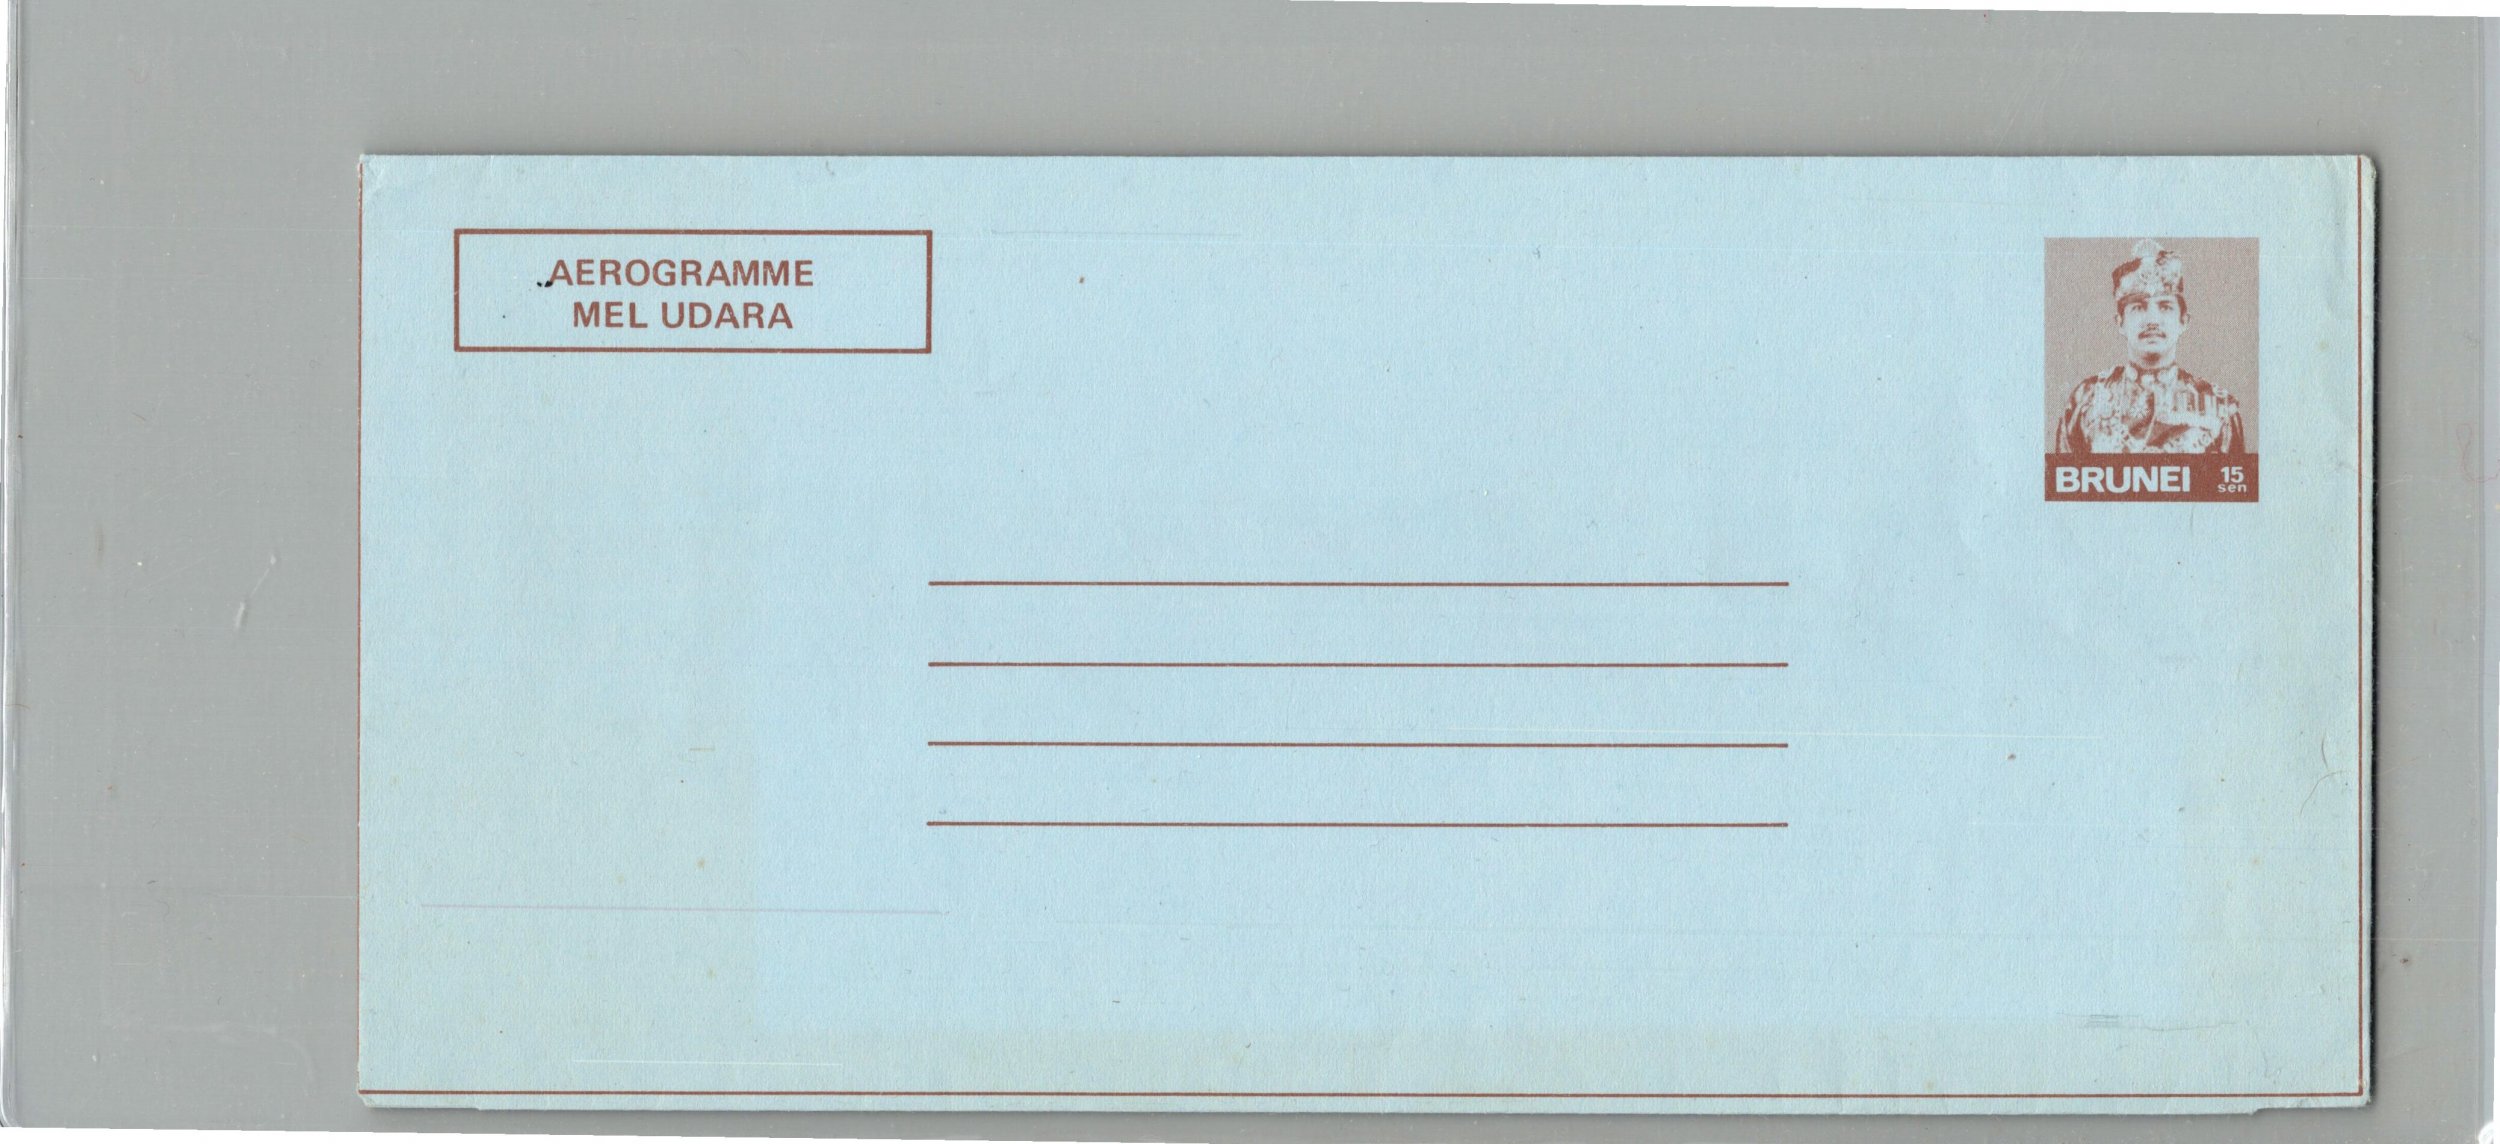 AEROGRAMME
MEL UDARA
BRUNEI 15
sen